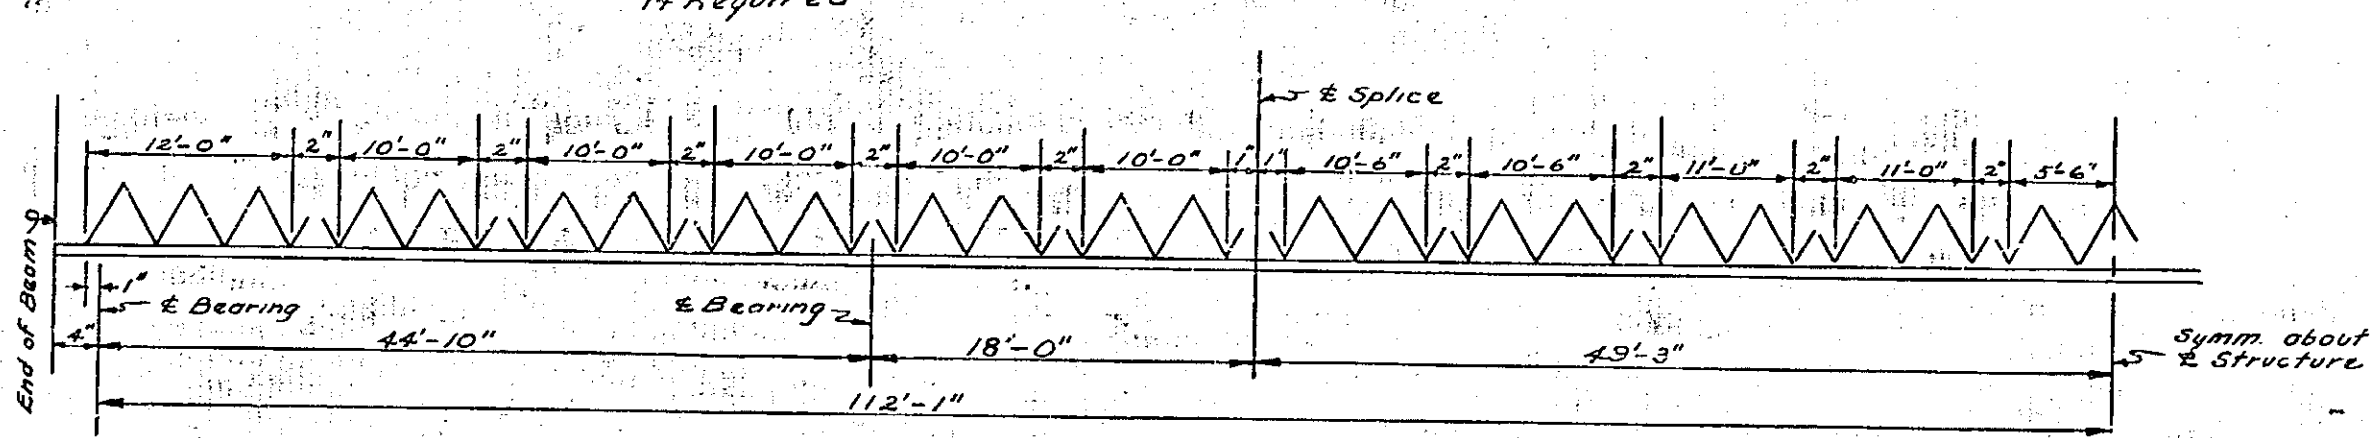 14 Required
℄ Splice
12'-0" 2" 10'-0" 2" 10'-0" 2" 10'-0" 2" 10'-0" 2" 10'-0" 1" 1" 10'-6" 2" 10'-6" 2" 11'-0" 2" 11'-0" 2" 5'-6"
End of Beam
1"
℄ Bearing
℄ Bearing
4"
44'-10"
18'-0"
49'-3"
Symm. about
℄ Structure
112'-1"